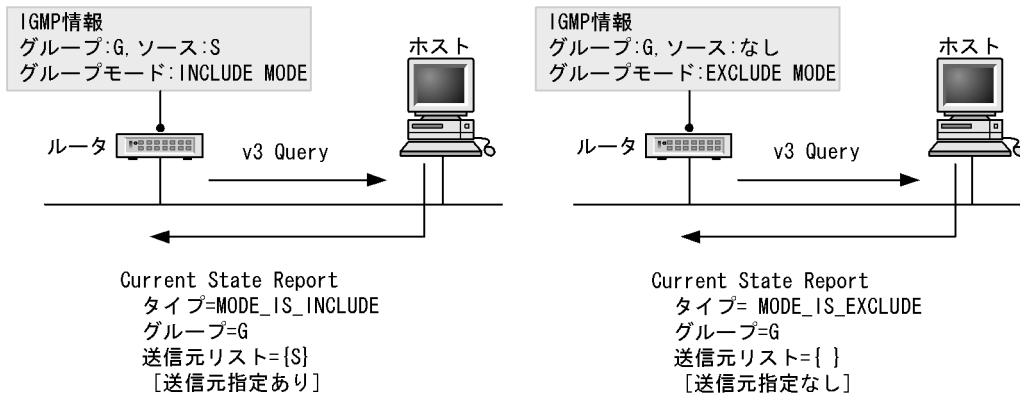 IGMP情報
グループ:G, ソース:S
グループモード:INCLUDE MODE
ホスト
ルータ
v3 Query
Current State Report
タイプ=MODE_IS_INCLUDE
グループ=G
送信元リスト={S}
[送信元指定あり]
IGMP情報
グループ:G, ソース:なし
グループモード:EXCLUDE MODE
ホスト
ルータ
v3 Query
Current State Report
タイプ= MODE_IS_EXCLUDE
グループ=G
送信元リスト={ }
[送信元指定なし]